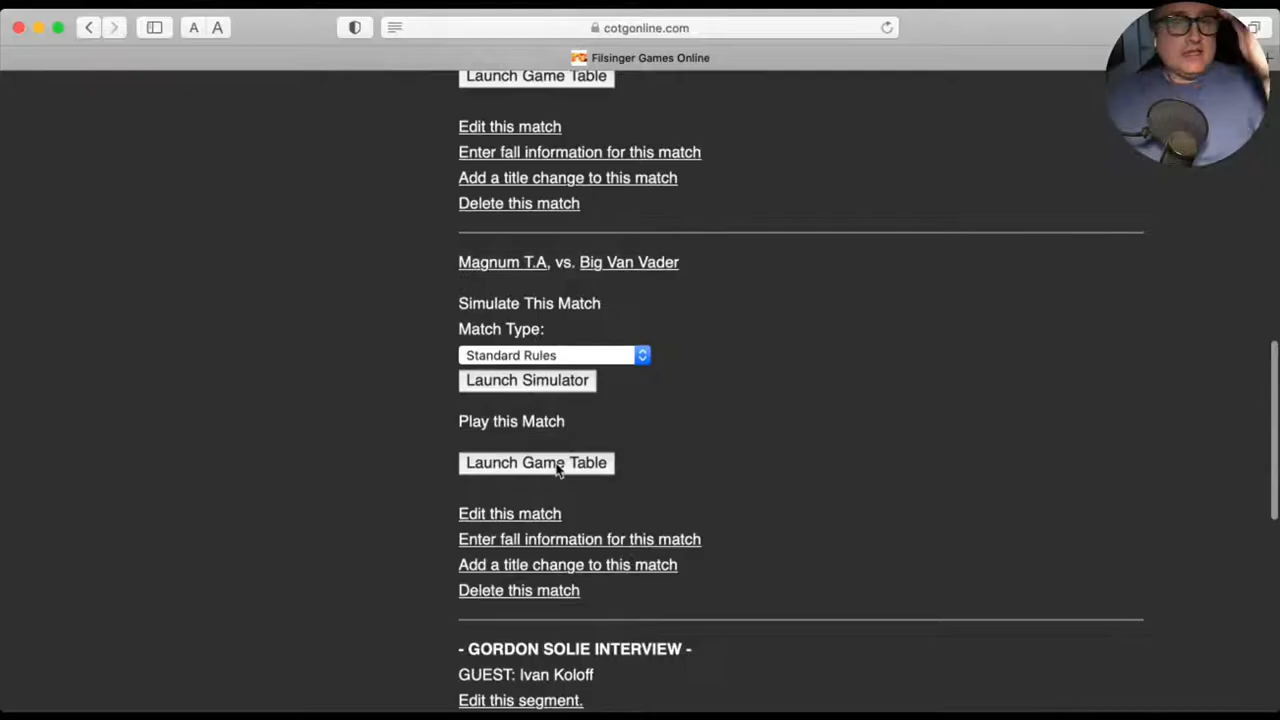 A A
cotgonline.com
Filsinger Games Online
Launch Game Table
Edit this match
Enter fall information for this match
Add a title change to this match
Delete this match
Magnum T.A, vs. Big Van Vader
Simulate This Match
Match Type:
Standard Rules
Launch Simulator
Play this Match
Launch Game Table
Edit this match
Enter fall information for this match
Add a title change to this match
Delete this match
- GORDON SOLIE INTERVIEW -
GUEST: Ivan Koloff
Edit this segment.